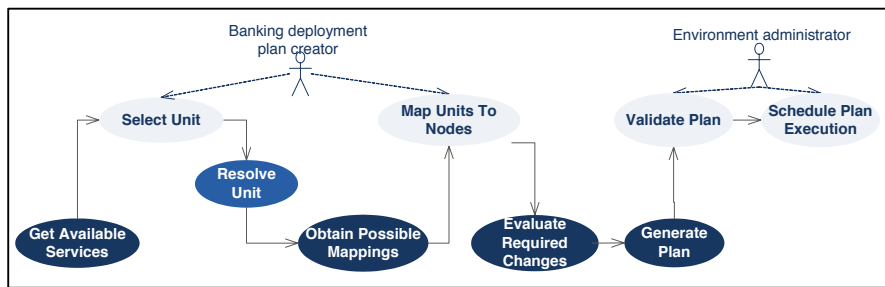 Banking deployment
plan creator
Environment administrator
Select Unit
Map Units To
Nodes
Validate Plan
Schedule Plan
Execution
Resolve
Unit
Get Available
Services
Obtain Possible
Mappings
Evaluate
Required
Changes
Generate
Plan